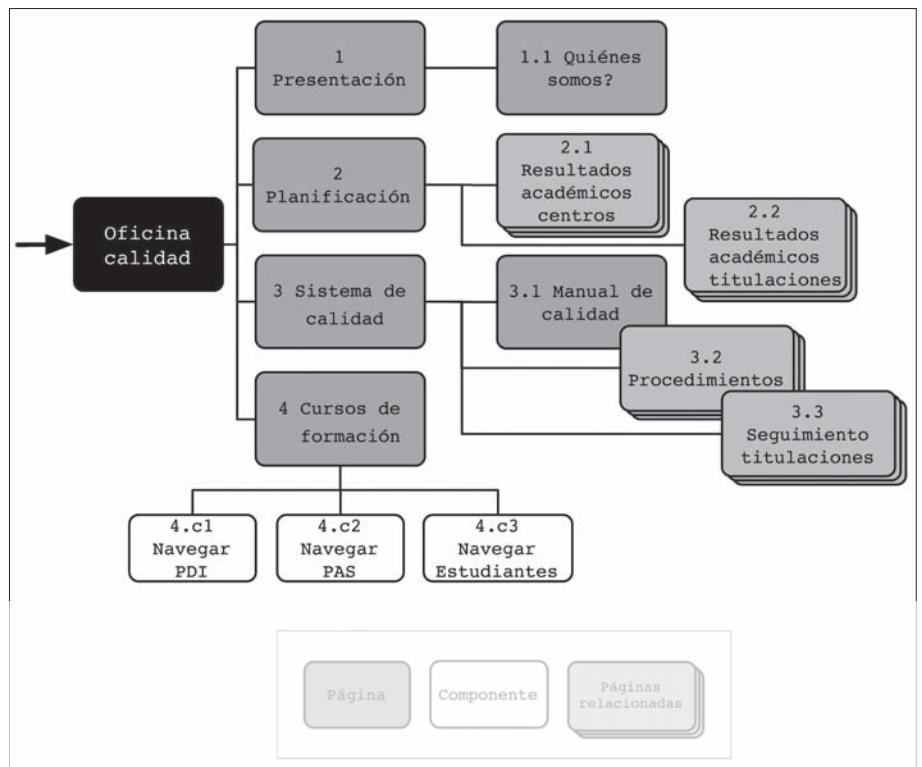 1
Presentación
1.1 Quiénes
somos?
2
Planificación
2.1
Resultados
académicos
centros
2.2
Resultados
académicos
titulaciones
Oficina
calidad
3 Sistema de
calidad
3.1 Manual de
calidad
3.2
Procedimientos
3.3
Seguimiento
titulaciones
4 Cursos de
formación
4.c1
Navegar
PDI
4.c2
Navegar
PAS
4.c3
Navegar
Estudiantes
Página
Componente
Páginas
relacionadas